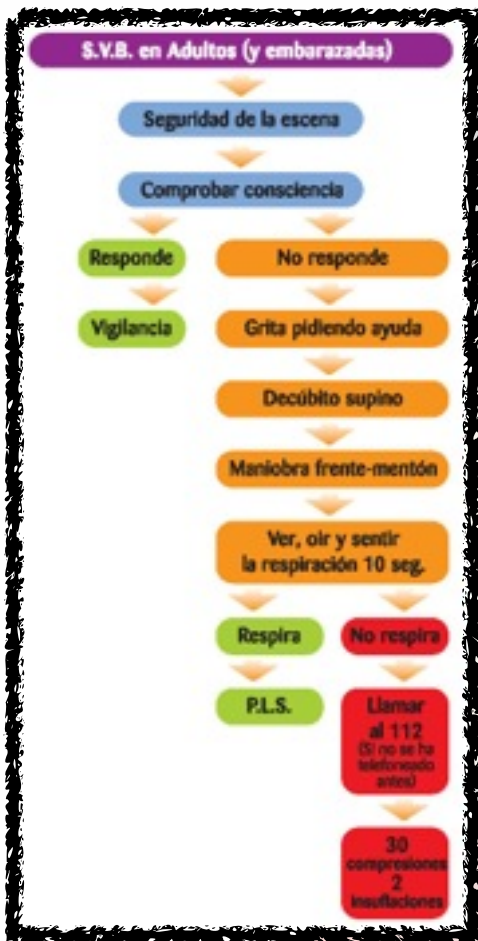 S.V.B. en Adultos (y embarazadas)
Seguridad de la escena
Comprobar consciencia
Responde
No responde
Vigilancia
Grita pidiendo ayuda
Decúbito supino
Maniobra frente-mentón
Ver, oir y sentir
la respiración 10 seg.
Respira
No respira
P.L.S.
Llamar
al 112
(Si no se ha
telefoneado
antes)
30
compresiones
2
insuflaciones